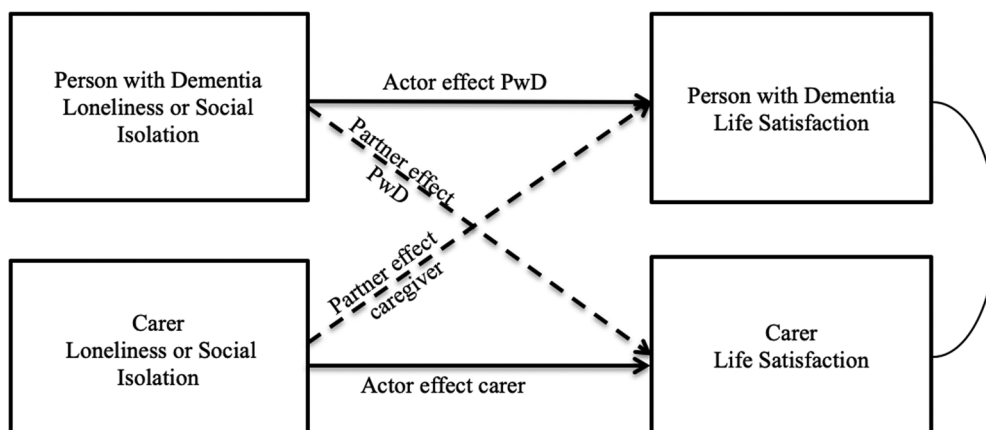 Person with Dementia
Loneliness or Social
Isolation
Actor effect PwD
Person with Dementia
Life Satisfaction
Partner effect
PwD
Partner effect
caregiver
Carer
Loneliness or Social
Isolation
Actor effect carer
Carer
Life Satisfaction